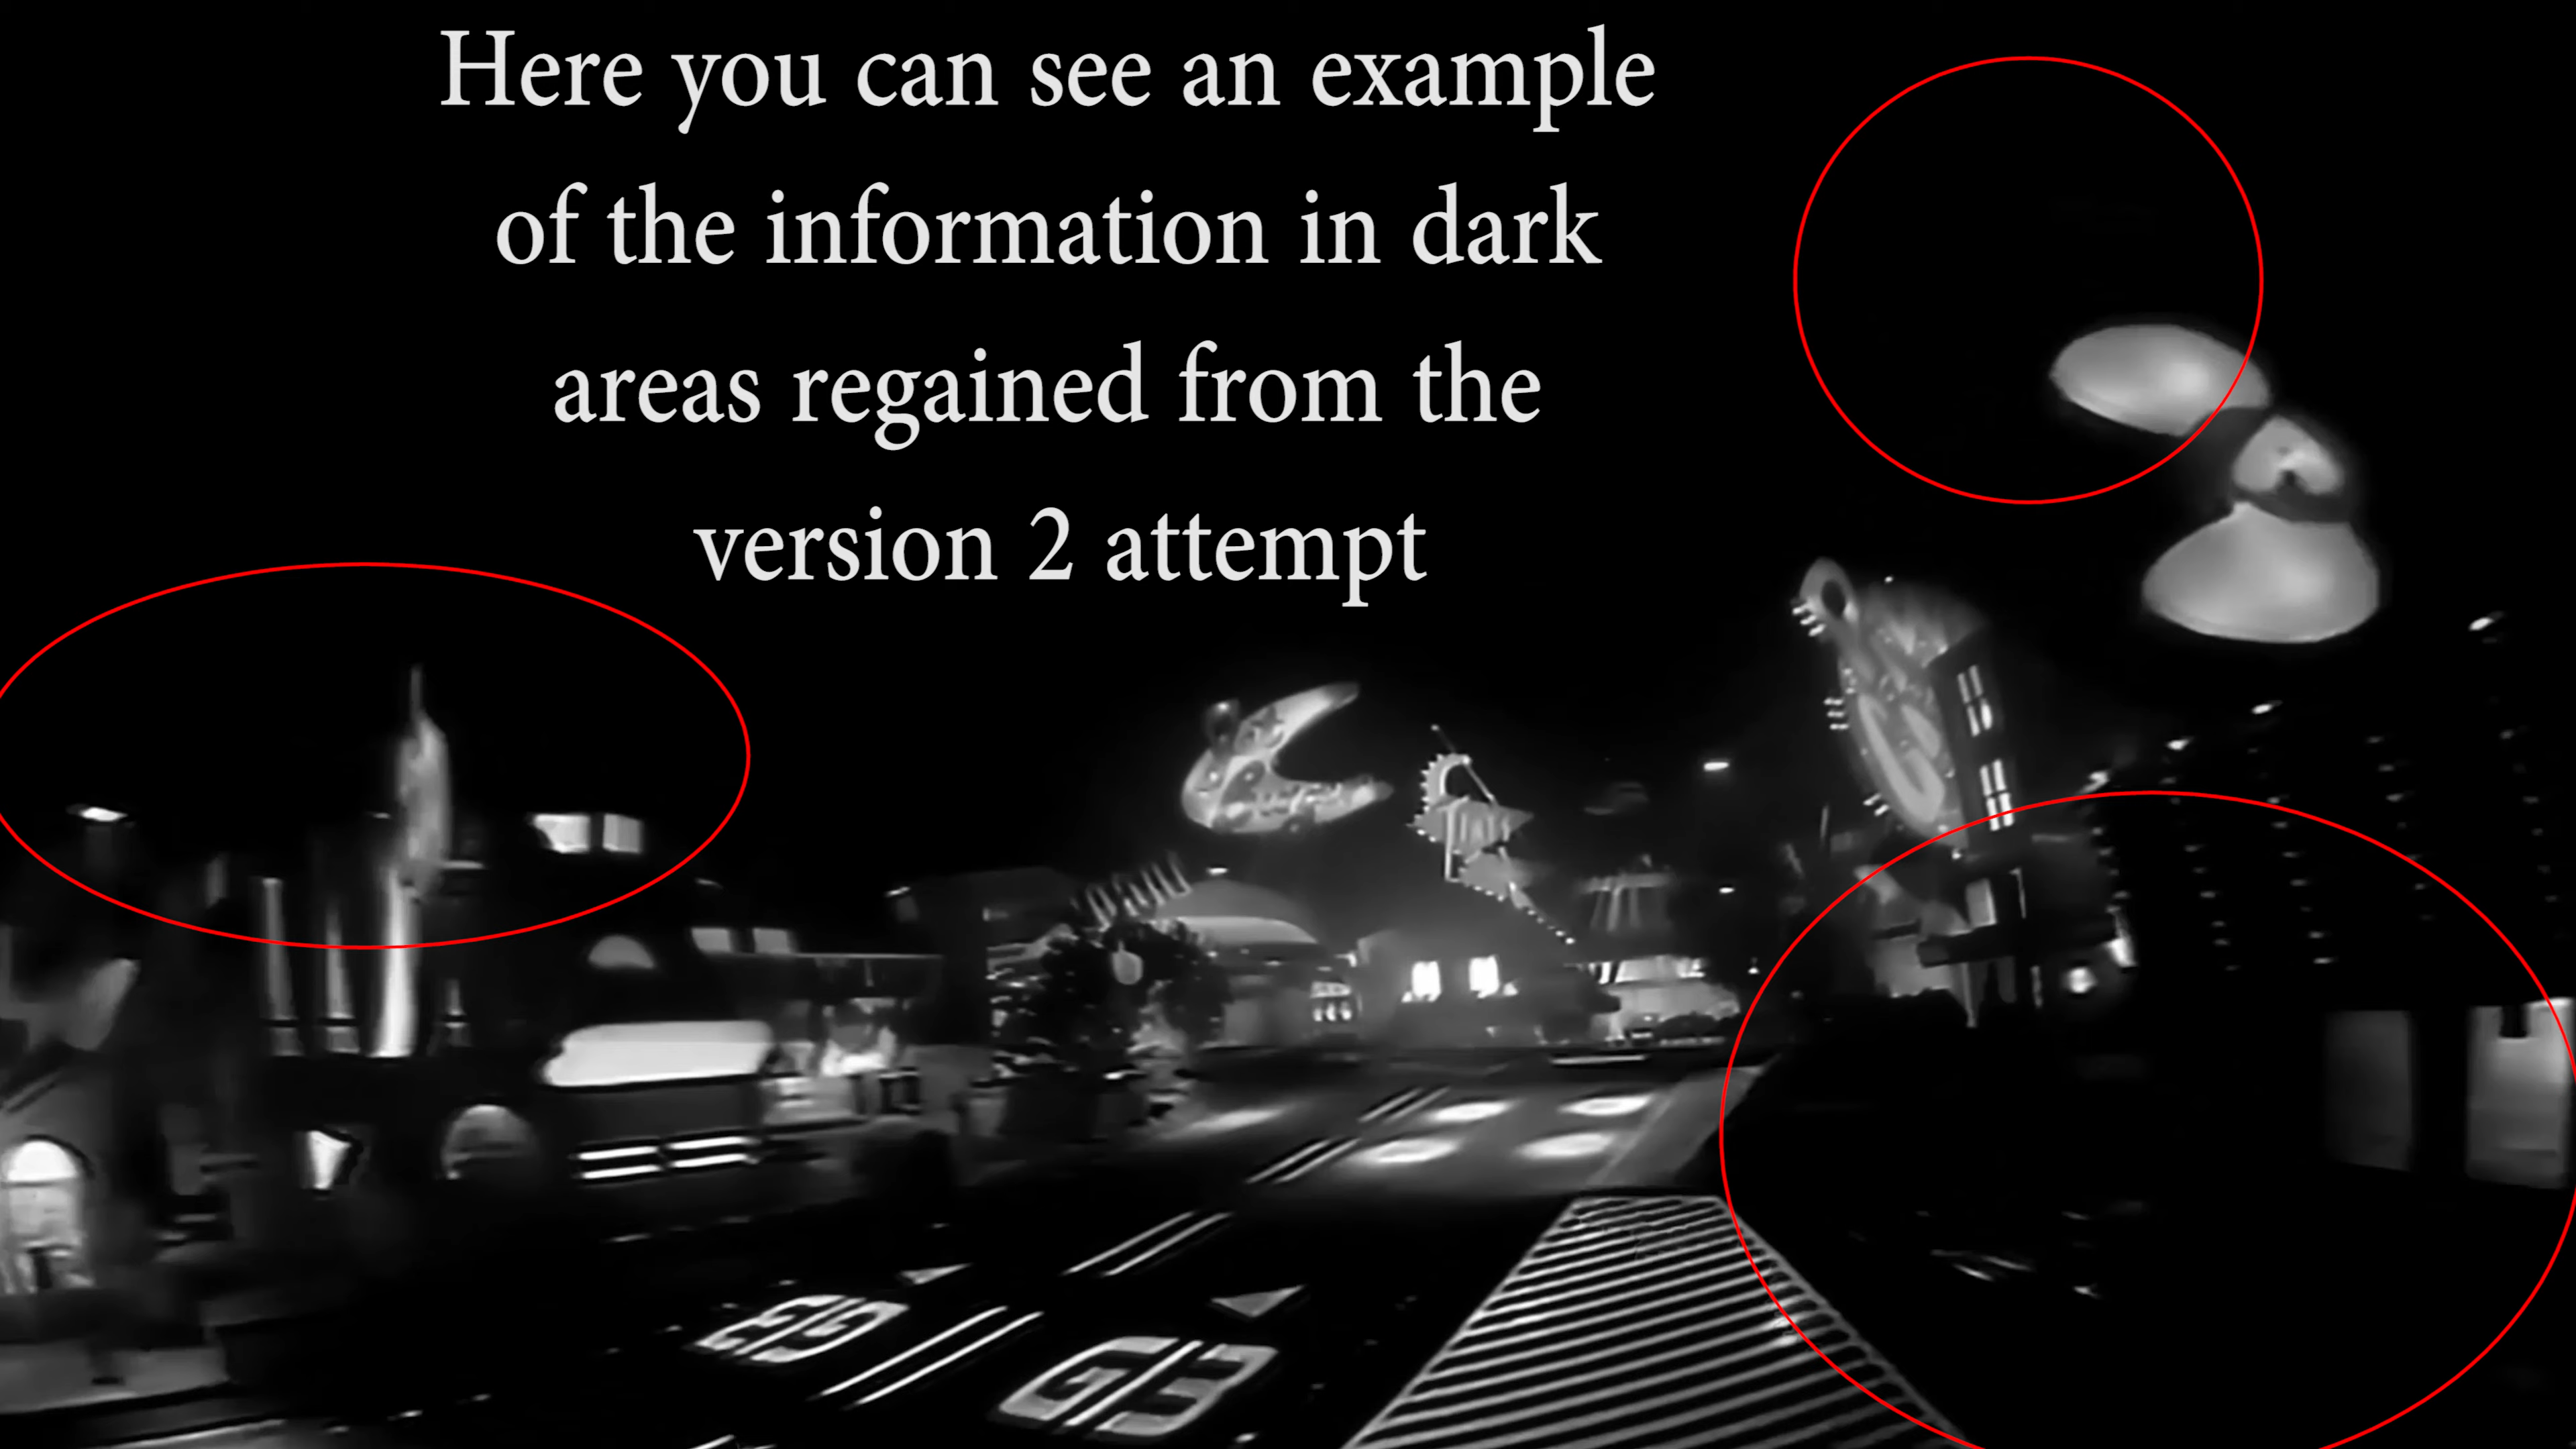 Here you can see an example
of the information in dark
areas regained from the
version 2 attempt